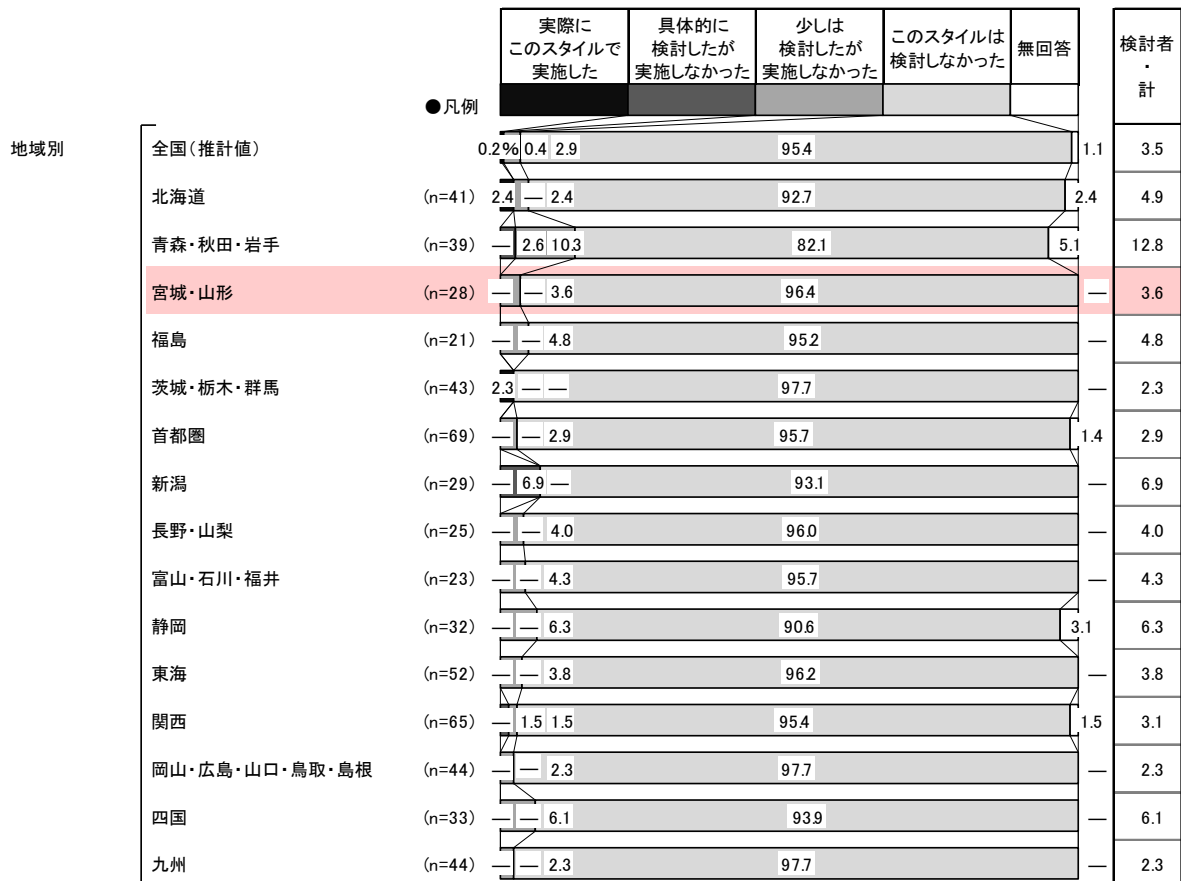 実際に
このスタイルで
実施した
具体的に
検討したが
実施しなかった
少しは
検討したが
実施しなかった
このスタイルは
検討しなかった
無回答
検討者
・
計
●凡例
地域別
全国(推計値) 0.2% 0.4 2.9 95.4 1.1 3.5
北海道 (n=41) 2.4 — 2.4 92.7 2.4 4.9
青森・秋田・岩手 (n=39) — 2.6 10.3 82.1 5.1 12.8
宮城・山形 (n=28) — — 3.6 96.4 — 3.6
福島 (n=21) — — 4.8 95.2 — 4.8
茨城・栃木・群馬 (n=43) 2.3 — — 97.7 — 2.3
首都圏 (n=69) — — 2.9 95.7 1.4 2.9
新潟 (n=29) — 6.9 — 93.1 — 6.9
長野・山梨 (n=25) — — 4.0 96.0 — 4.0
富山・石川・福井 (n=23) — — 4.3 95.7 — 4.3
静岡 (n=32) — — 6.3 90.6 3.1 6.3
東海 (n=52) — — 3.8 96.2 — 3.8
関西 (n=65) — 1.5 1.5 95.4 1.5 3.1
岡山・広島・山口・鳥取・島根 (n=44) — — 2.3 97.7 — 2.3
四国 (n=33) — — 6.1 93.9 — 6.1
九州 (n=44) — — 2.3 97.7 — 2.3